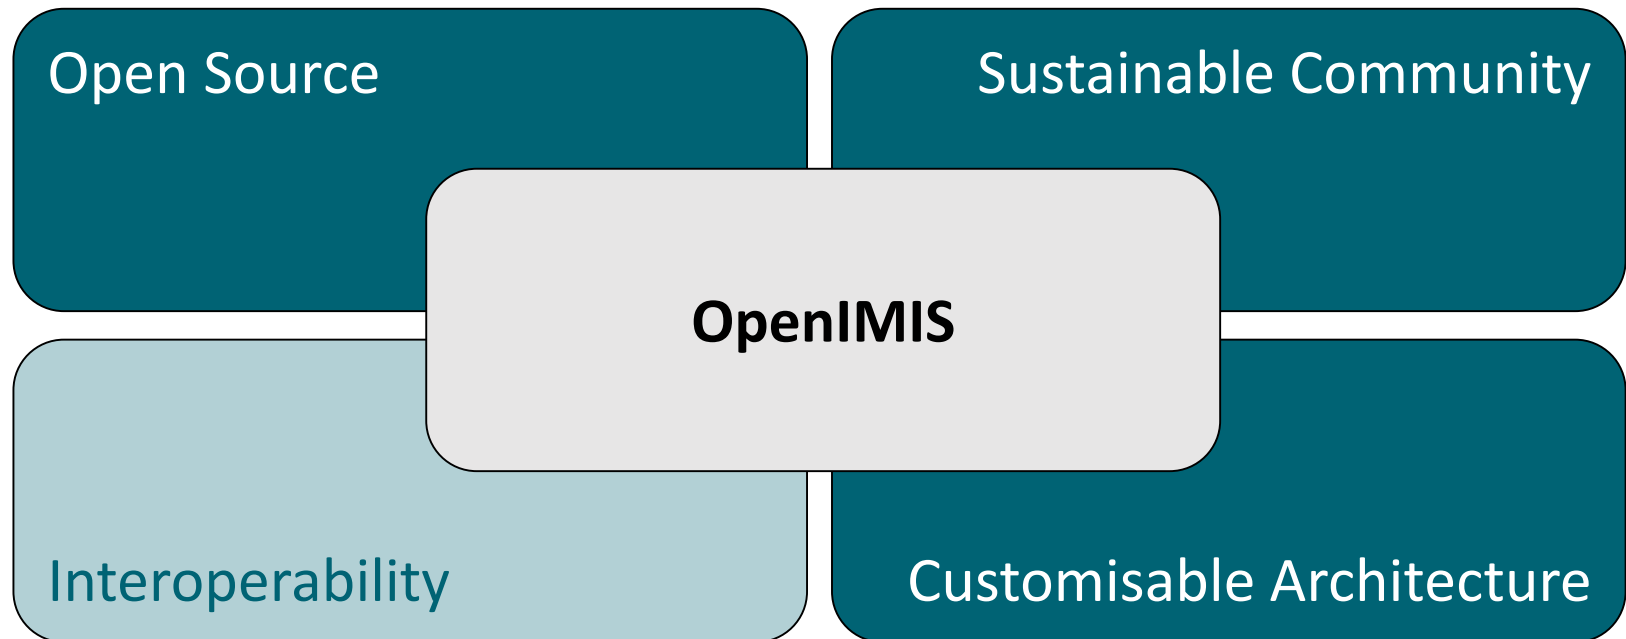 Open Source
Sustainable Community
OpenIMIS
Interoperability
Customisable Architecture